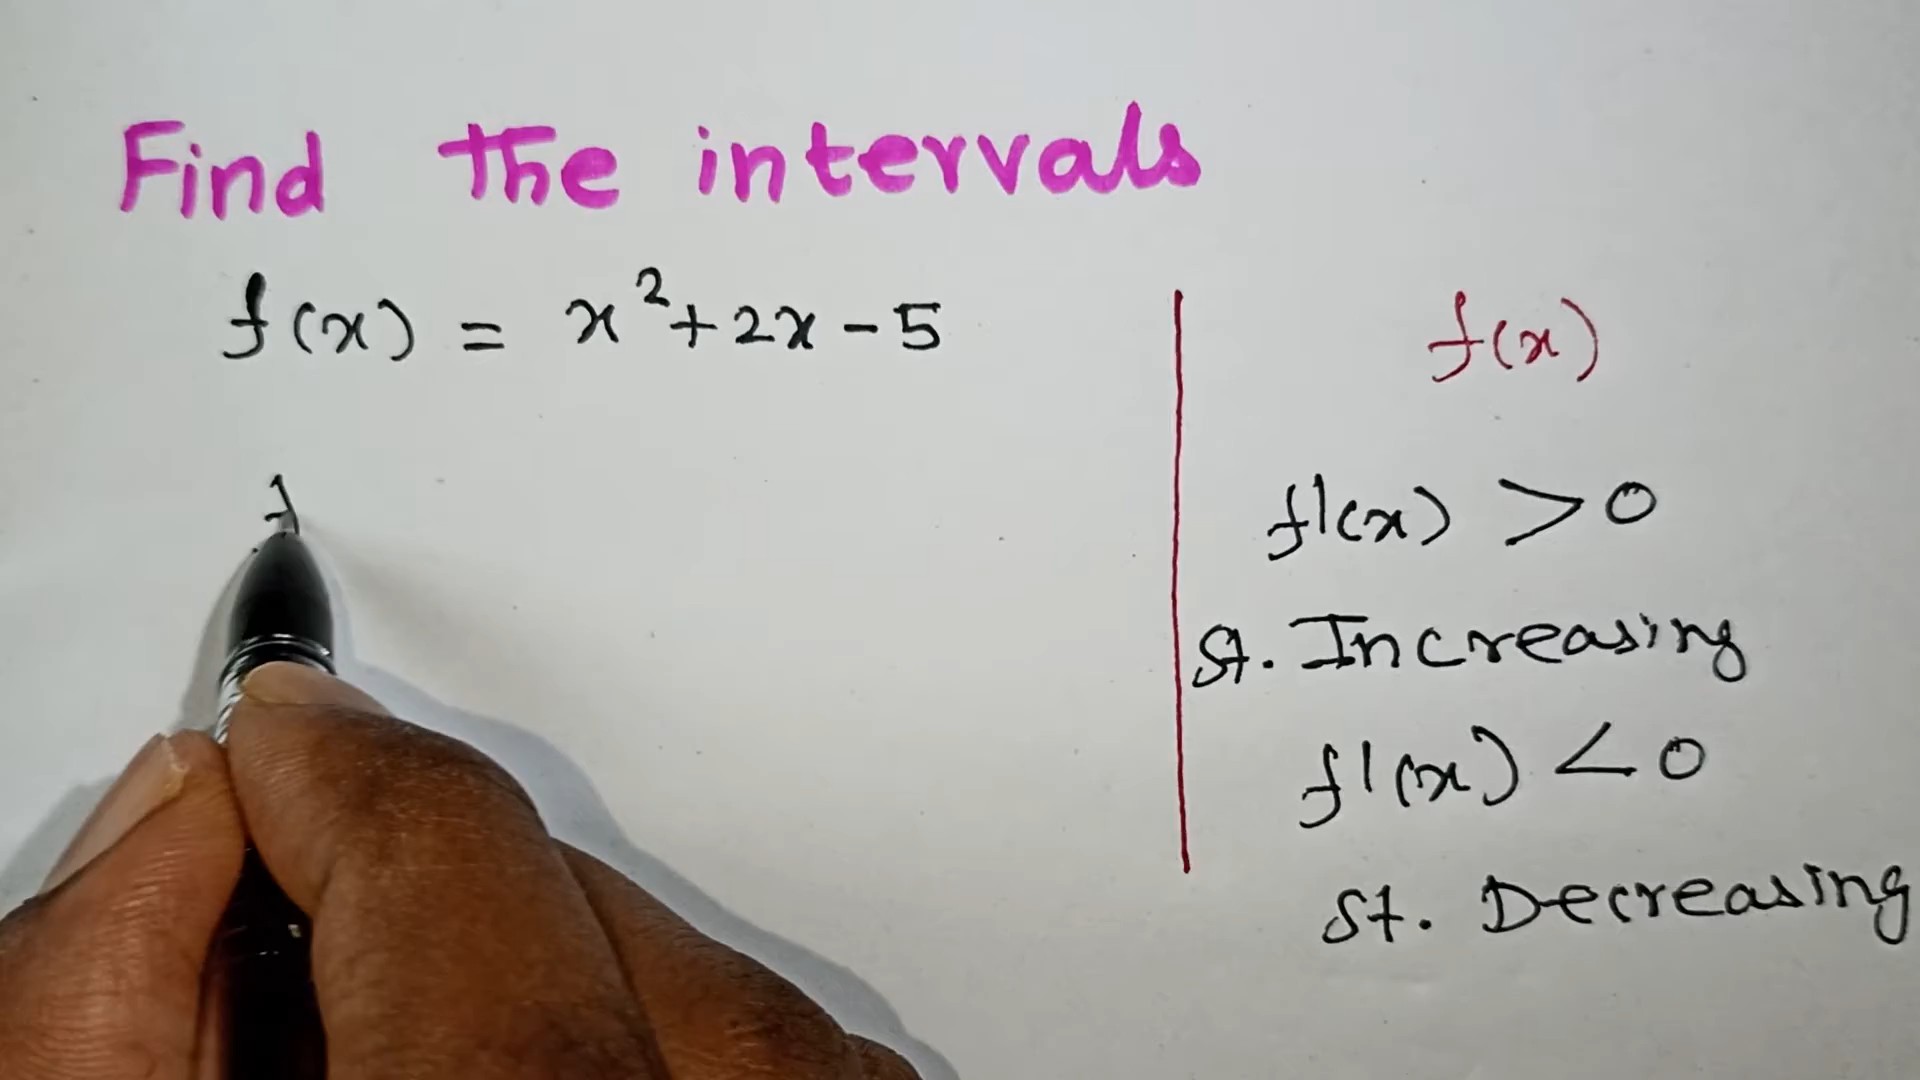 Find the intervals
f(x) = x²+2x-5
f(x)
f'(x) >0
St. Increasing
f'(x) <0
St. Decreasing